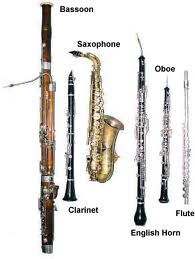 Bassoon
Saxophone
Oboe
Clarinet
Flute
English Horn